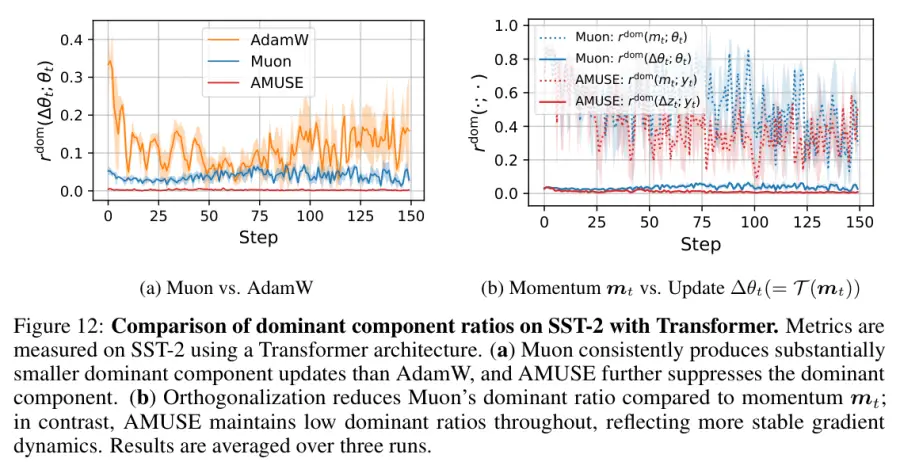 0.4
0.3
0.2
0.1
0.0
r^dom(Δθ_t; θ_t)
AdamW
Muon
AMUSE
0 25 50 75 100 125 150
Step
(a) Muon vs. AdamW
1.0
0.8
0.6
0.4
0.2
0.0
r^dom(·; ·)
Muon: r^dom(m_t; θ_t)
Muon: r^dom(Δθ_t; θ_t)
AMUSE: r^dom(m_t; y_t)
AMUSE: r^dom(Δz_t; y_t)
0 25 50 75 100 125 150
Step
(b) Momentum m_t vs. Update Δθ_t(= T(m_t))
Figure 12: Comparison of dominant component ratios on SST-2 with Transformer. Metrics are
measured on SST-2 using a Transformer architecture. (a) Muon consistently produces substantially
smaller dominant component updates than AdamW, and AMUSE further suppresses the dominant
component. (b) Orthogonalization reduces Muon's dominant ratio compared to momentum m_t;
in contrast, AMUSE maintains low dominant ratios throughout, reflecting more stable gradient
dynamics. Results are averaged over three runs.